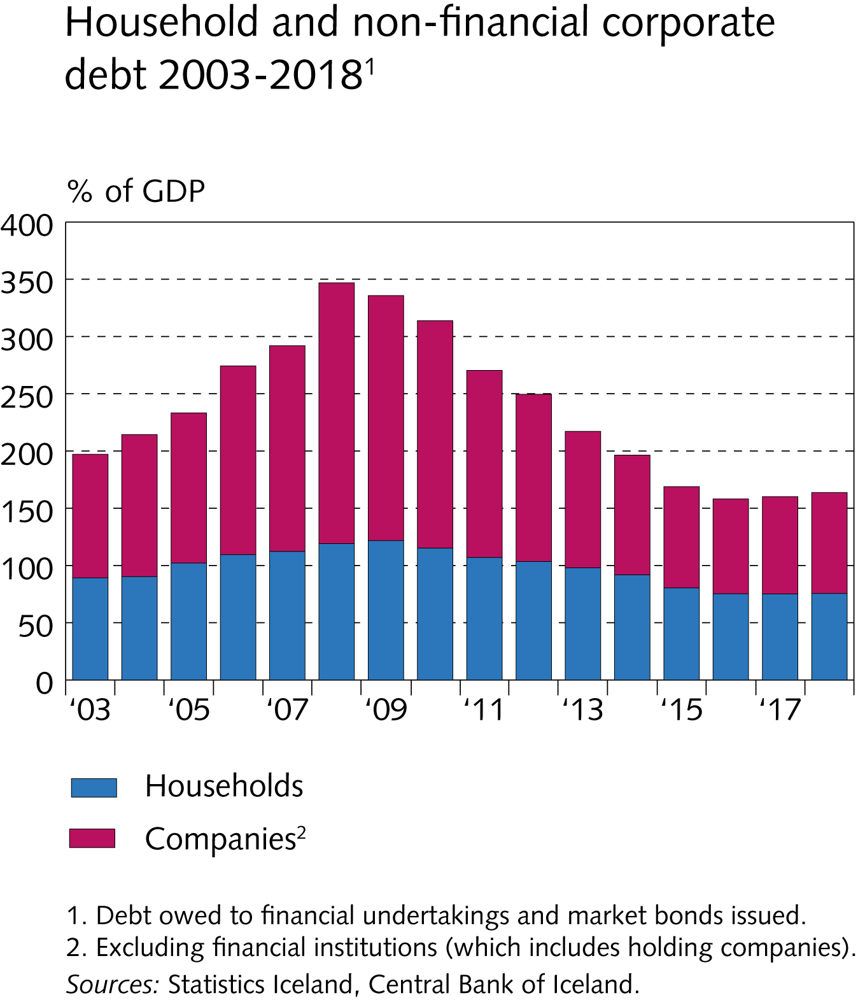 Household and non-financial corporate
debt 2003-2018¹
% of GDP
400
350
300
250
200
150
100
50
0
‘03 ‘05 ‘07 ‘09 ‘11 ‘13 ‘15 ‘17
Households
Companies²
1. Debt owed to financial undertakings and market bonds issued.
2. Excluding financial institutions (which includes holding companies).
Sources: Statistics Iceland, Central Bank of Iceland.